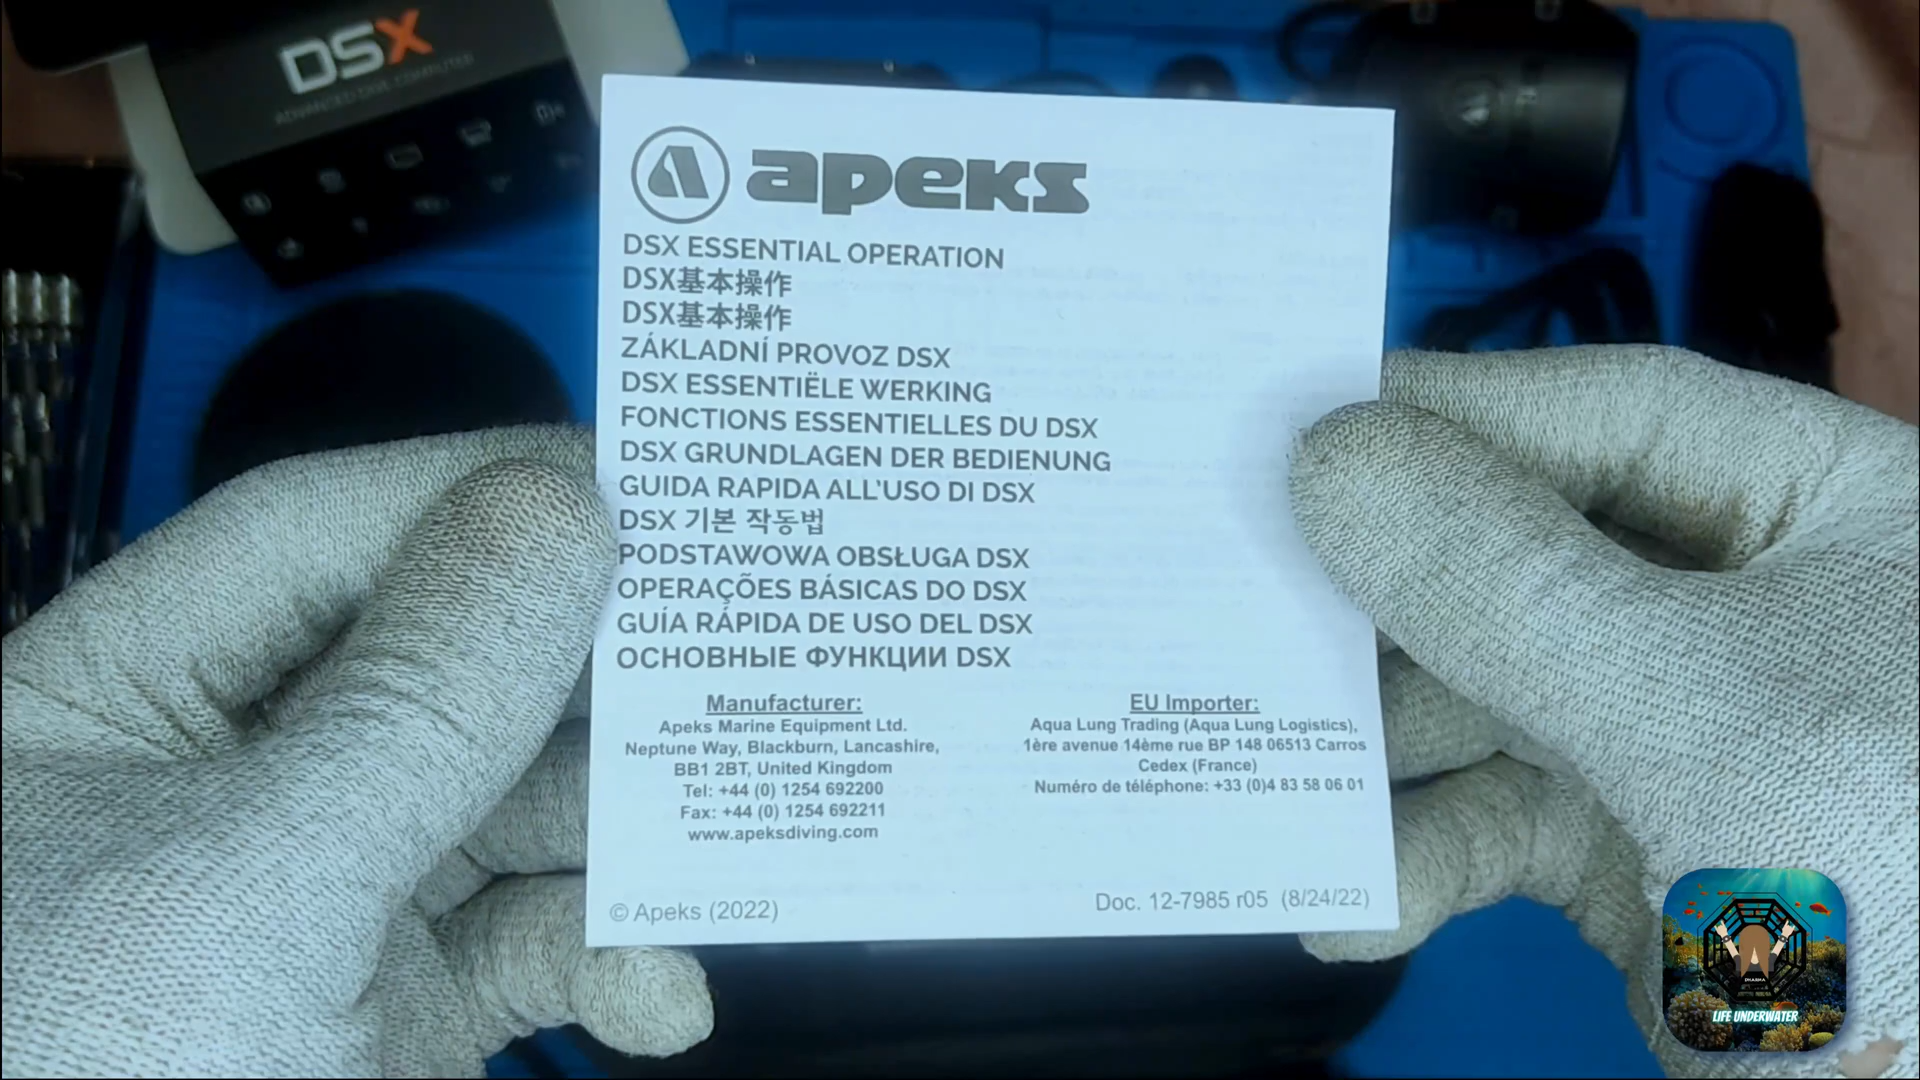 DSX
ADVANCED DIVE COMPUTER
apeks
DSX ESSENTIAL OPERATION
DSX基本操作
DSX基本操作
ZÁKLADNÍ PROVOZ DSX
DSX ESSENTIËLE WERKING
FONCTIONS ESSENTIELLES DU DSX
DSX GRUNDLAGEN DER BEDIENUNG
GUIDA RAPIDA ALL'USO DI DSX
DSX 기본 작동법
PODSTAWOWA OBSŁUGA DSX
OPERAÇÕES BÁSICAS DO DSX
GUÍA RÁPIDA DE USO DEL DSX
ОСНОВНЫЕ ФУНКЦИИ DSX
Manufacturer:
Apeks Marine Equipment Ltd.
Neptune Way, Blackburn, Lancashire,
BB1 2BT, United Kingdom
Tel: +44 (0) 1254 692200
Fax: +44 (0) 1254 692211
www.apeksdiving.com
EU Importer:
Aqua Lung Trading (Aqua Lung Logistics),
1ère avenue 14ème rue BP 148 06513 Carros
Cedex (France)
Numéro de téléphone: +33 (0)4 83 58 06 01
© Apeks (2022)
Doc. 12-7985 r05 (8/24/22)
DHARMA
LIFE UNDERWATER